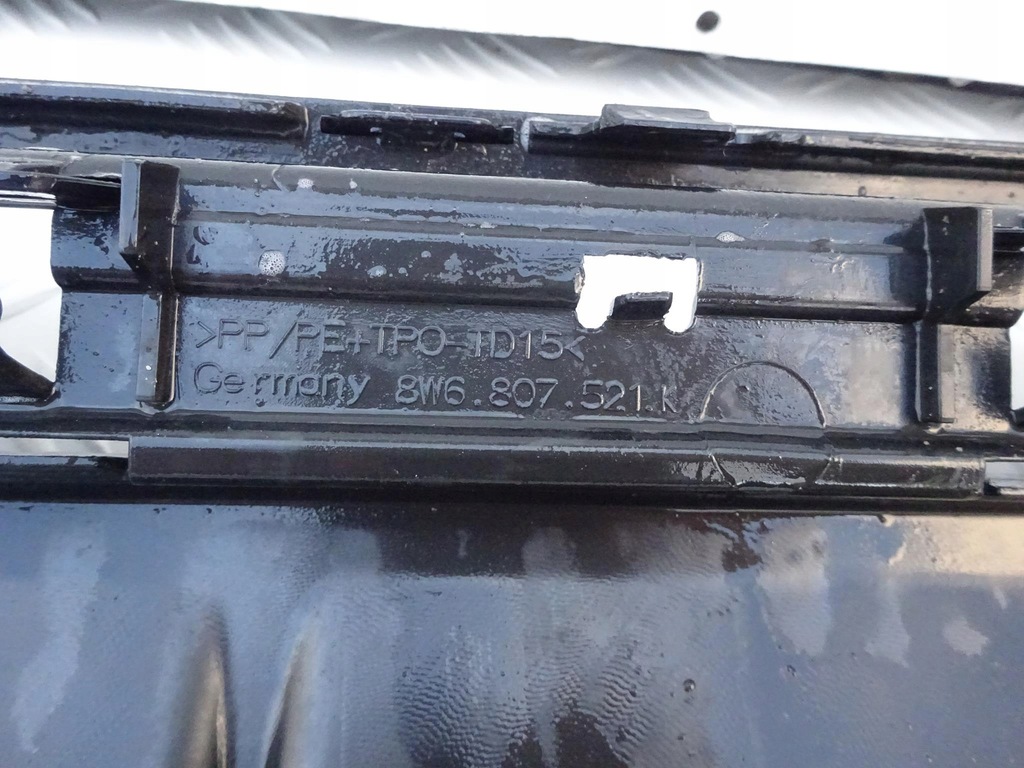 >PP/PE+TPO-TD15<
Germany 8W6.807.521.K